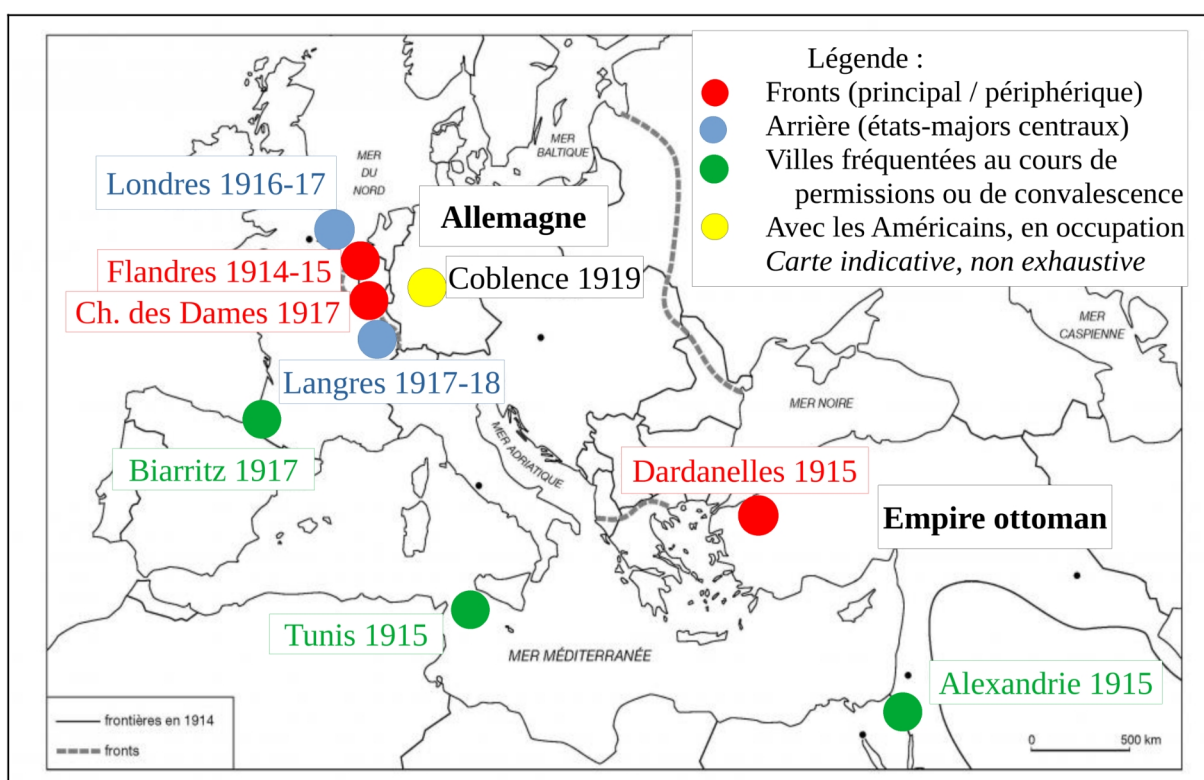 Légende :
Fronts (principal / périphérique)
Arrière (états-majors centraux)
Villes fréquentées au cours de
permissions ou de convalescence
Avec les Américains, en occupation
Carte indicative, non exhaustive
MER
DU
NORD
MER
BALTIQUE
Londres 1916-17
Allemagne
Flandres 1914-15
Coblence 1919
Ch. des Dames 1917
MER
CASPIENNE
Langres 1917-18
MER NOIRE
MER ADRIATIQUE
Biarritz 1917
Dardanelles 1915
Empire ottoman
Tunis 1915
MER MÉDITERRANÉE
Alexandrie 1915
frontières en 1914
fronts
0 500 km